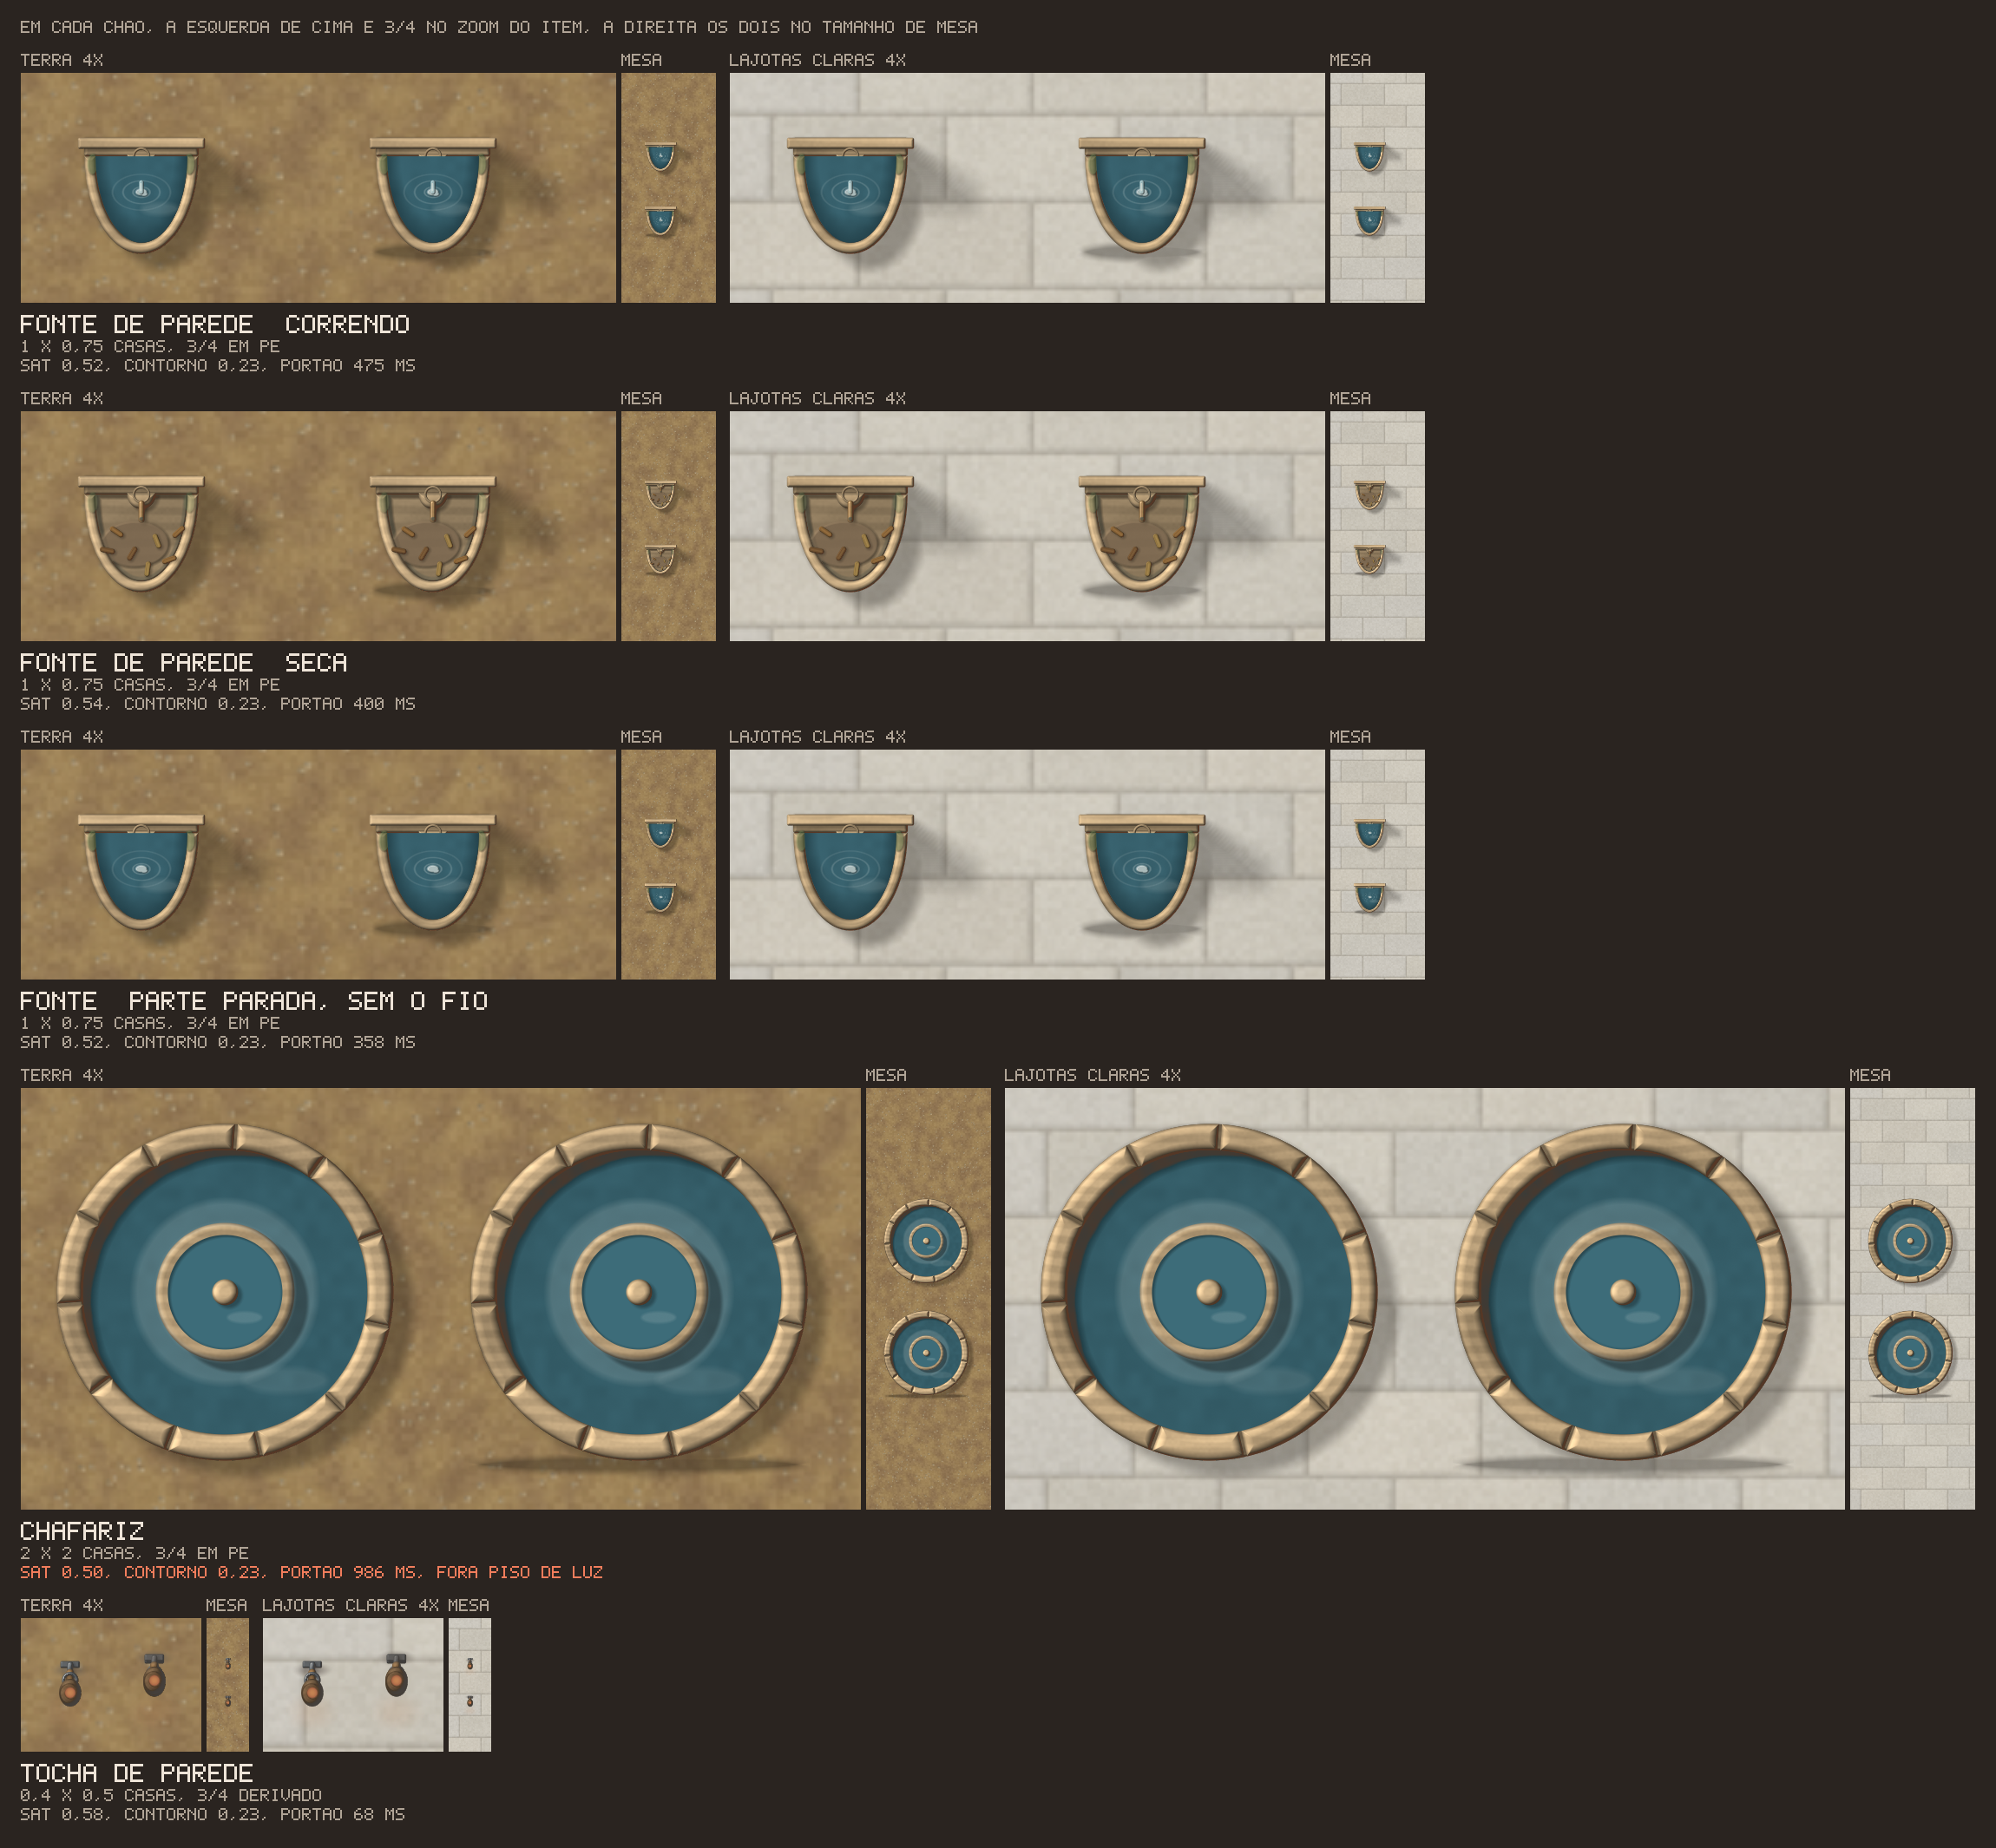 EM CADA CHAO, A ESQUERDA DE CIMA E 3/4 NO ZOOM DO ITEM, A DIREITA OS DOIS NO TAMANHO DE MESA
TERRA 4X MESA LAJOTAS CLARAS 4X MESA
FONTE DE PAREDE CORRENDO
1 X 0,75 CASAS, 3/4 EM PE
SAT 0,52, CONTORNO 0,23, PORTAO 475 MS
TERRA 4X MESA LAJOTAS CLARAS 4X MESA
FONTE DE PAREDE SECA
1 X 0,75 CASAS, 3/4 EM PE
SAT 0,54, CONTORNO 0,23, PORTAO 400 MS
TERRA 4X MESA LAJOTAS CLARAS 4X MESA
FONTE PARTE PARADA, SEM O FIO
1 X 0,75 CASAS, 3/4 EM PE
SAT 0,52, CONTORNO 0,23, PORTAO 358 MS
TERRA 4X MESA LAJOTAS CLARAS 4X MESA
CHAFARIZ
2 X 2 CASAS, 3/4 EM PE
SAT 0,50, CONTORNO 0,23, PORTAO 986 MS, FORA PISO DE LUZ
TERRA 4X MESA LAJOTAS CLARAS 4X MESA
TOCHA DE PAREDE
0,4 X 0,5 CASAS, 3/4 DERIVADO
SAT 0,58, CONTORNO 0,23, PORTAO 68 MS